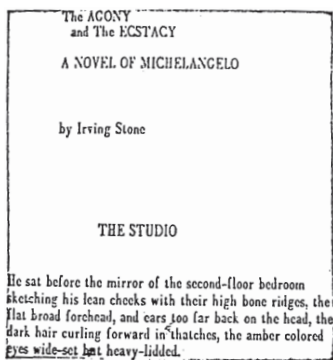 The AGONY
and The ECSTACY
A NOVEL OF MICHELANGELO
by Irving Stone
THE STUDIO
He sat before the mirror of the second-floor bedroom
sketching his lean cheeks with their high bone ridges, the
flat broad forehead, and ears too far back on the head, the
dark hair curling forward in thatches, the amber colored
eyes wide-set but heavy-lidded.